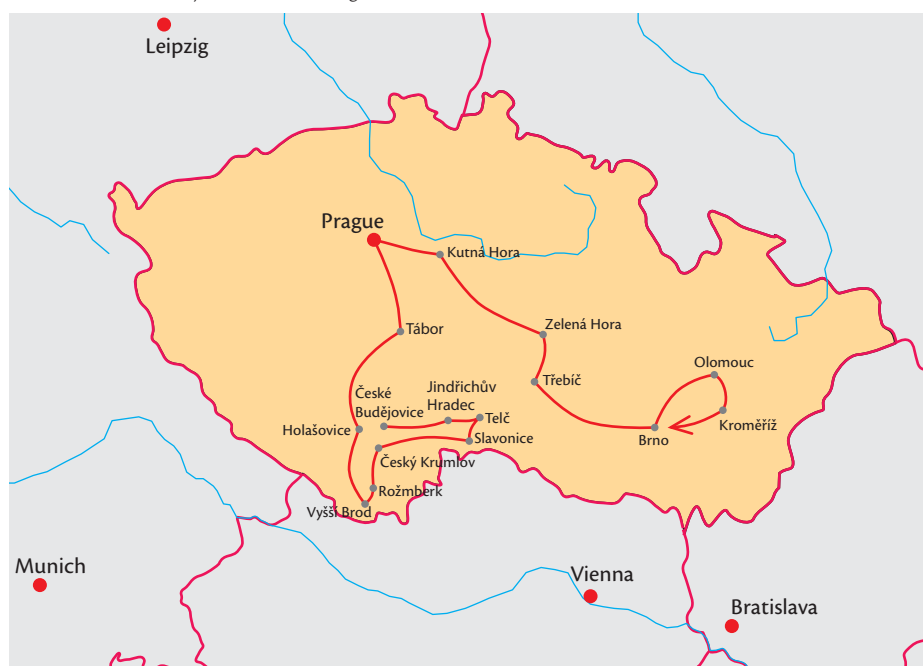 Leipzig
Prague
Kutná Hora
Tábor
Zelená Hora
Olomouc
Třebíč
Jindřichův
Hradec
České
Budějovice
Telč
Kroměříž
Holašovice
Slavonice
Brno
Český Krumlov
Rožmberk
Vyšší Brod
Munich
Vienna
Bratislava